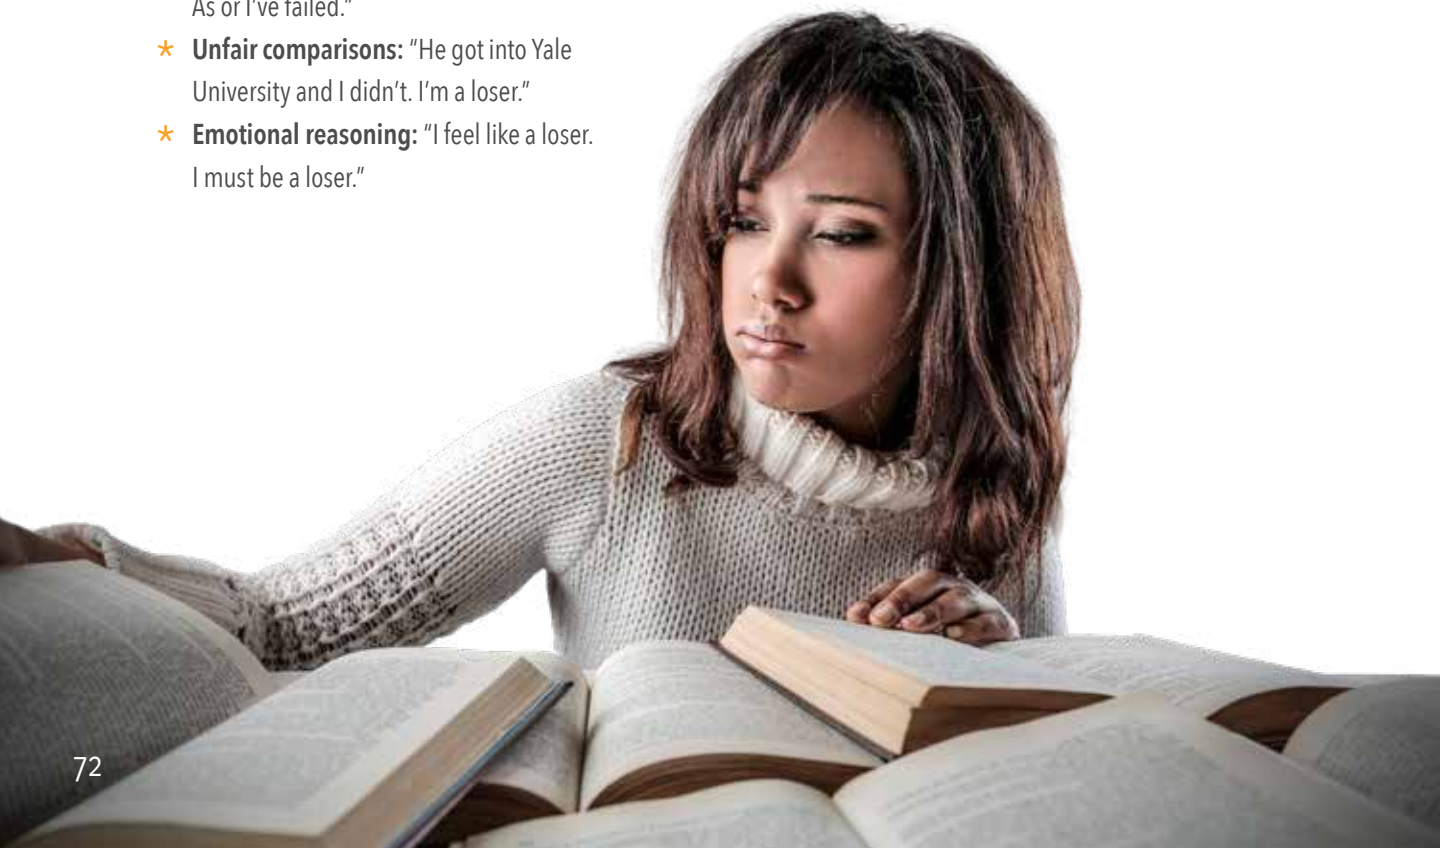 As or I've failed."
* Unfair comparisons: "He got into Yale
University and I didn't. I'm a loser."
* Emotional reasoning: "I feel like a loser.
I must be a loser."
72